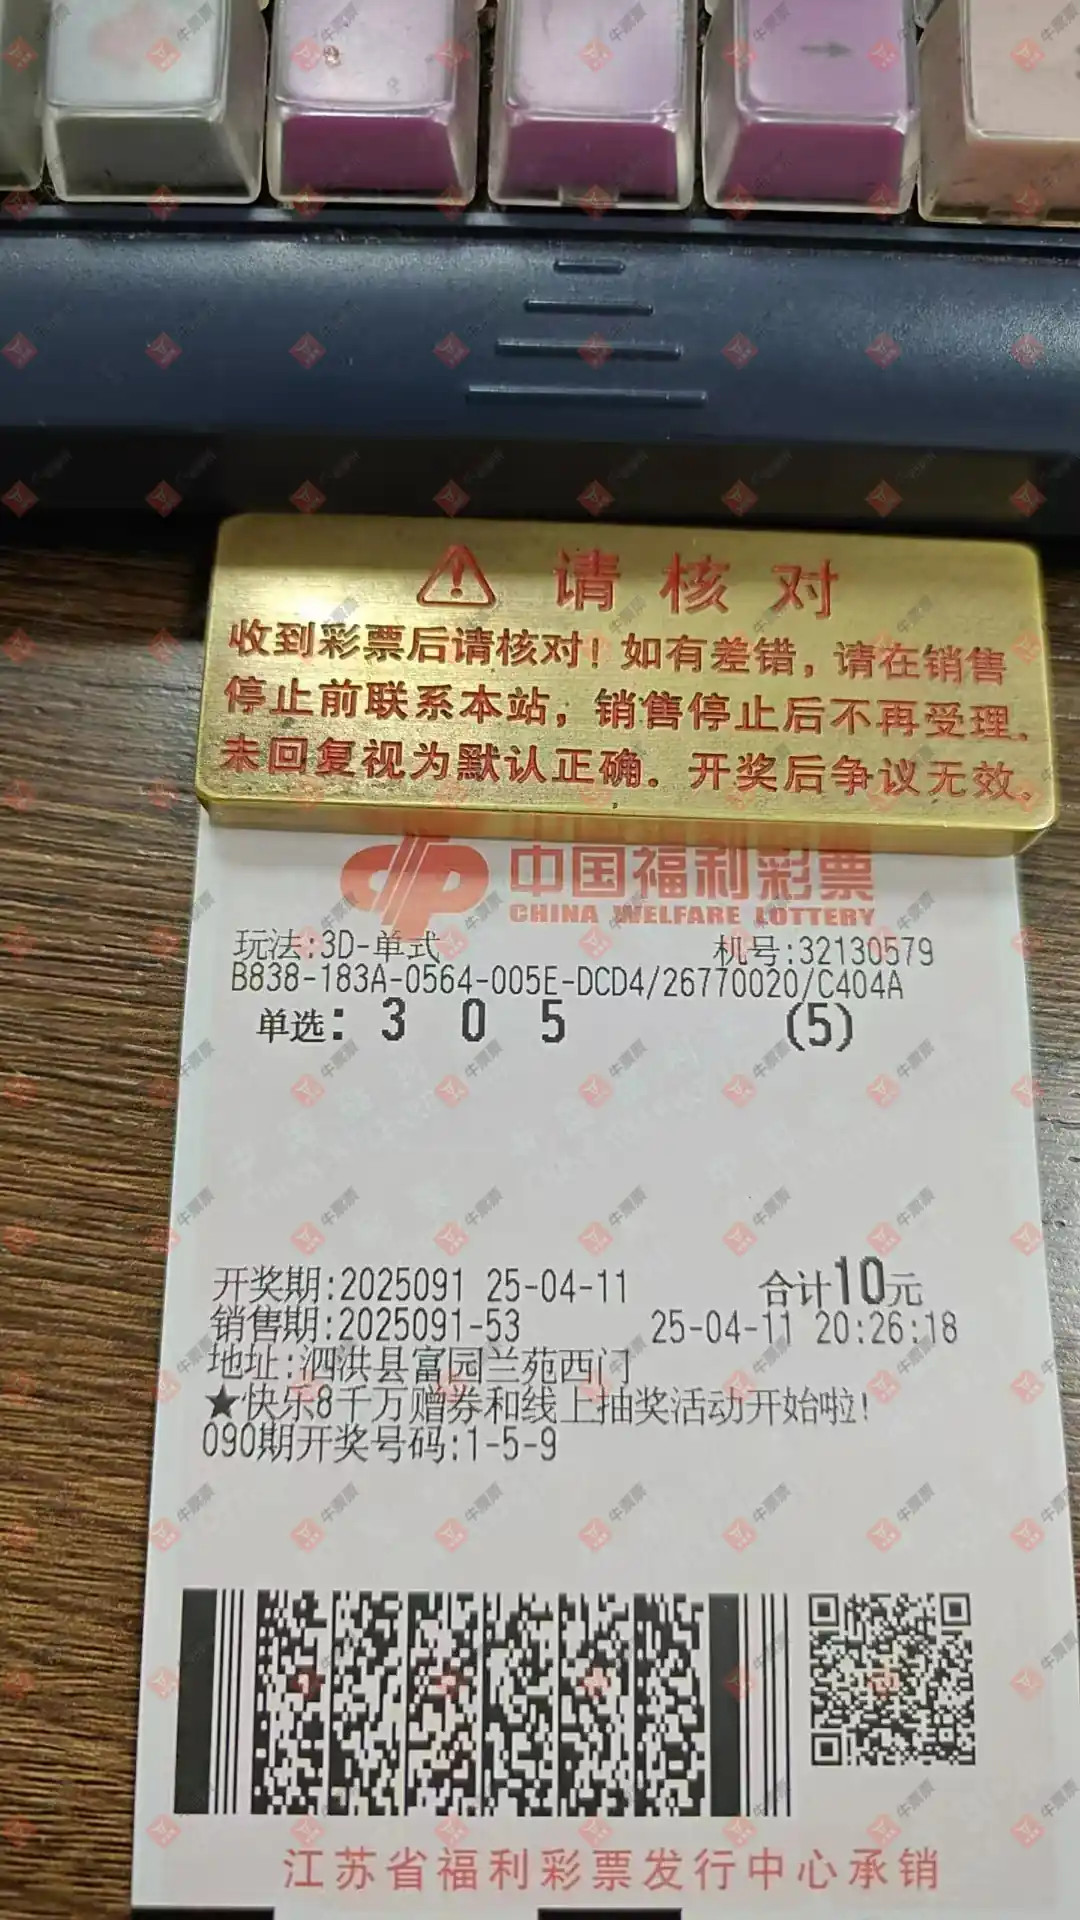 请核对
收到彩票后请核对!如有差错,请在销售
停止前联系本站,销售停止后不再受理.
未回复视为默认正确.开奖后争议无效.
中国福利彩票
CHINA WELFARE LOTTERY
玩法:3D-单式 机号:32130579
B838-183A-0564-005E-DCD4/26770020/C404A
单选: 3 0 5 (5)
开奖期:2025091 25-04-11 合计10元
销售期:2025091-53 25-04-11 20:26:18
地址:泗洪县富园兰苑西门
★快乐8千万赠券和线上抽奖活动开始啦!
090期开奖号码:1-5-9
江苏省福利彩票发行中心承销
牛票票